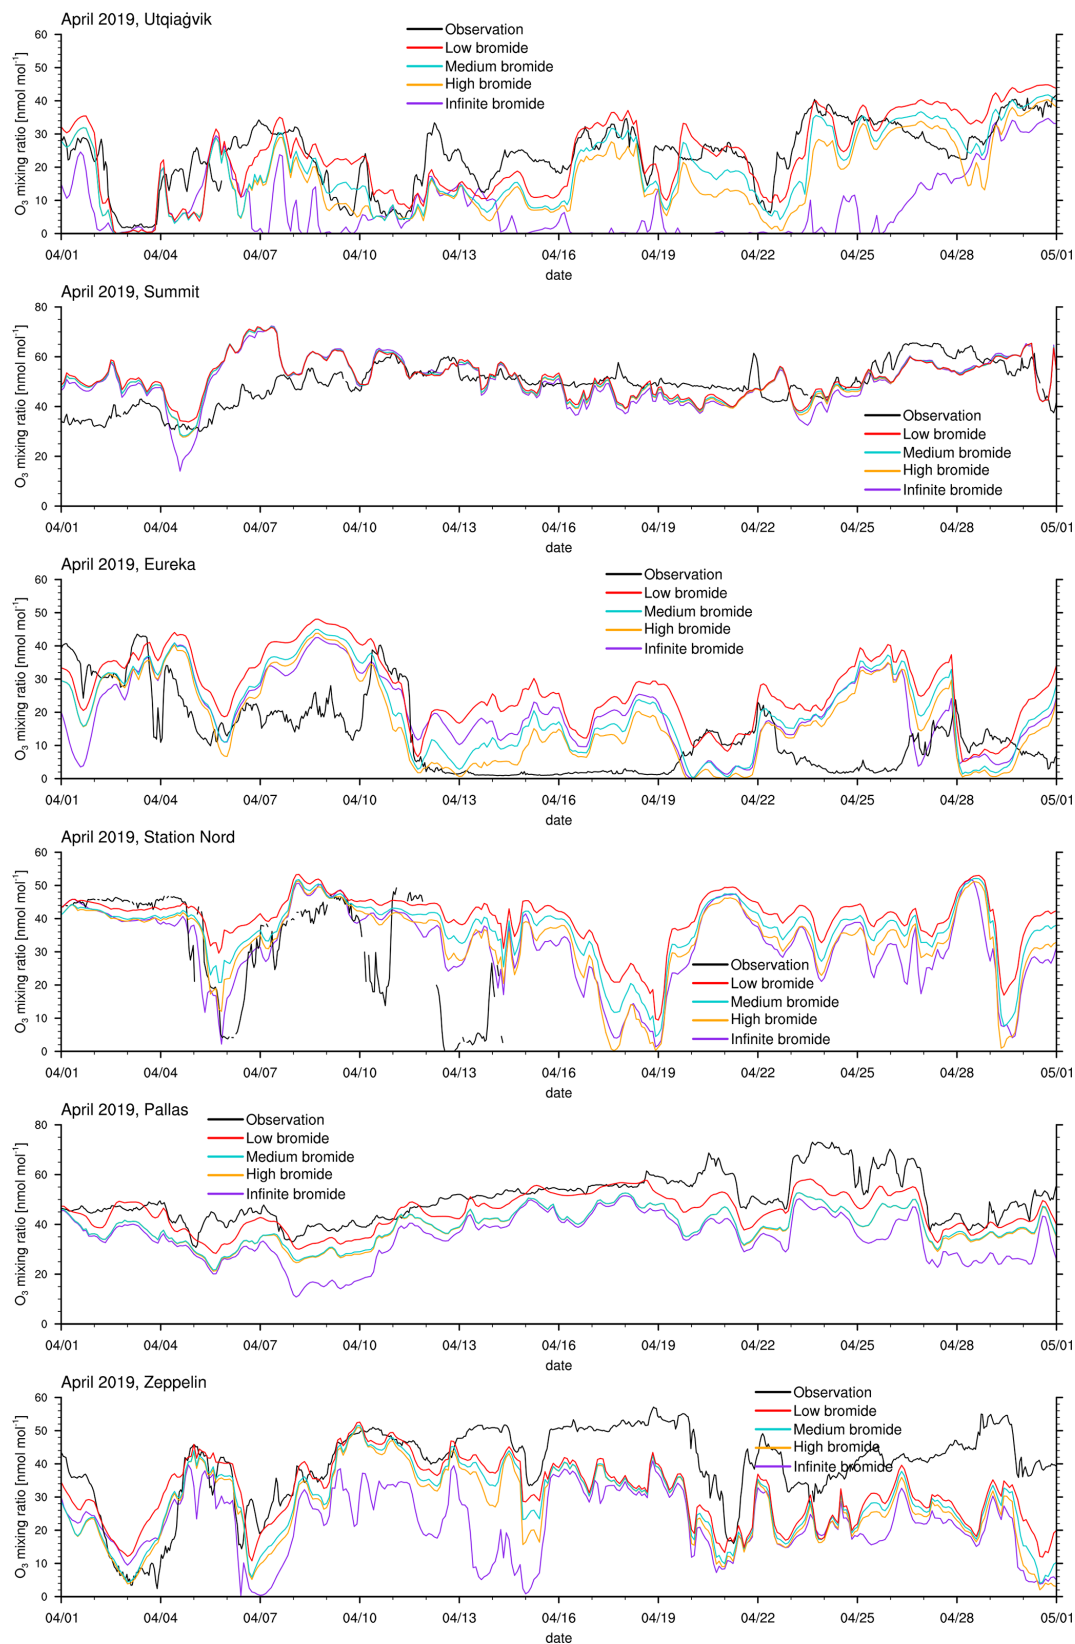 April 2019, Utqiaġvik
O3 mixing ratio [nmol mol-1]
60
50
40
30
20
10
0
Observation
Low bromide
Medium bromide
High bromide
Infinite bromide
04/01 04/04 04/07 04/10 04/13 04/16 04/19 04/22 04/25 04/28 05/01
date
April 2019, Summit
O3 mixing ratio [nmol mol-1]
80
60
40
20
0
Observation
Low bromide
Medium bromide
High bromide
Infinite bromide
04/01 04/04 04/07 04/10 04/13 04/16 04/19 04/22 04/25 04/28 05/01
date
April 2019, Eureka
O3 mixing ratio [nmol mol-1]
60
50
40
30
20
10
0
Observation
Low bromide
Medium bromide
High bromide
Infinite bromide
04/01 04/04 04/07 04/10 04/13 04/16 04/19 04/22 04/25 04/28 05/01
date
April 2019, Station Nord
O3 mixing ratio [nmol mol-1]
60
50
40
30
20
10
0
Observation
Low bromide
Medium bromide
High bromide
Infinite bromide
04/01 04/04 04/07 04/10 04/13 04/16 04/19 04/22 04/25 04/28 05/01
date
April 2019, Pallas
O3 mixing ratio [nmol mol-1]
80
60
40
20
0
Observation
Low bromide
Medium bromide
High bromide
Infinite bromide
04/01 04/04 04/07 04/10 04/13 04/16 04/19 04/22 04/25 04/28 05/01
date
April 2019, Zeppelin
O3 mixing ratio [nmol mol-1]
60
50
40
30
20
10
0
Observation
Low bromide
Medium bromide
High bromide
Infinite bromide
04/01 04/04 04/07 04/10 04/13 04/16 04/19 04/22 04/25 04/28 05/01
date